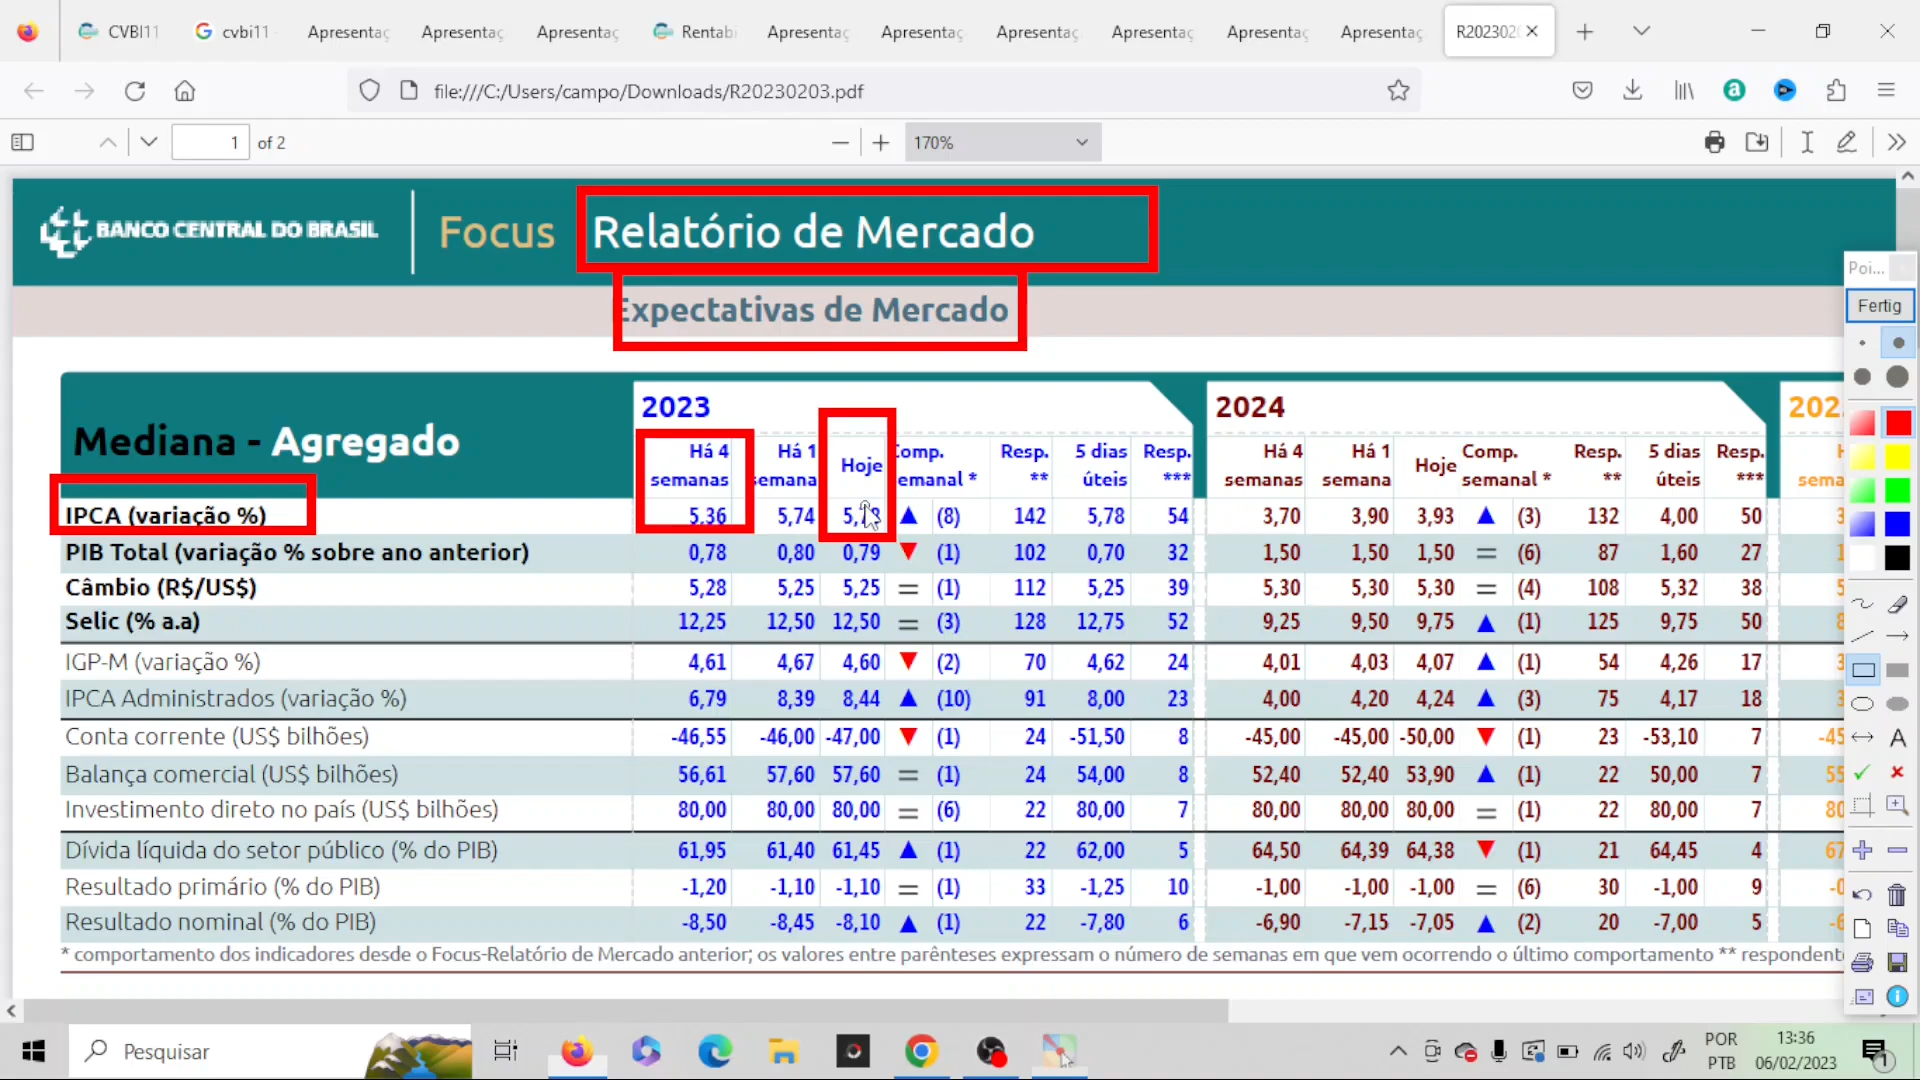 CVBI11
cvbi11
Apresentaç
Apresentaç
Apresentaç
Rentabi
Apresentaç
Apresentaç
Apresentaç
Apresentaç
Apresentaç
Apresentaç
R202302
file:///C:/Users/campo/Downloads/R20230203.pdf
1 of 2
170%
BANCO CENTRAL DO BRASIL
Focus Relatório de Mercado
Expectativas de Mercado
Poi...
Fertig
Mediana - Agregado
2023 2024
Há 4 semanas Há 1 semana Hoje Comp. semanal * Resp. ** 5 dias úteis Resp. *** Há 4 semanas Há 1 semana Hoje Comp. semanal * Resp. ** 5 dias úteis Resp. ***
IPCA (variação %) 5,36 5,74 ▲ (8) 142 5,78 54 3,70 3,90 3,93 ▲ (3) 132 4,00 50
PIB Total (variação % sobre ano anterior) 0,78 0,80 0,79 ▼ (1) 102 0,70 32 1,50 1,50 1,50 = (6) 87 1,60 27
Câmbio (R$/US$) 5,28 5,25 5,25 = (1) 112 5,25 39 5,30 5,30 5,30 = (4) 108 5,32 38
Selic (% a.a) 12,25 12,50 12,50 = (3) 128 12,75 52 9,25 9,50 9,75 ▲ (1) 125 9,75 50
IGP-M (variação %) 4,61 4,67 4,60 ▼ (2) 70 4,62 24 4,01 4,03 4,07 ▲ (1) 54 4,26 17
IPCA Administrados (variação %) 6,79 8,39 8,44 ▲ (10) 91 8,00 23 4,00 4,20 4,24 ▲ (3) 75 4,17 18
Conta corrente (US$ bilhões) -46,55 -46,00 -47,00 ▼ (1) 24 -51,50 8 -45,00 -45,00 -50,00 ▼ (1) 23 -53,10 7
Balança comercial (US$ bilhões) 56,61 57,60 57,60 = (1) 24 54,00 8 52,40 52,40 53,90 ▲ (1) 22 50,00 7
Investimento direto no país (US$ bilhões) 80,00 80,00 80,00 = (6) 22 80,00 7 80,00 80,00 80,00 = (1) 22 80,00 7
Dívida líquida do setor público (% do PIB) 61,95 61,40 61,45 ▲ (1) 22 62,00 5 64,50 64,39 64,38 ▼ (1) 21 64,45 4
Resultado primário (% do PIB) -1,20 -1,10 -1,10 = (1) 33 -1,25 10 -1,00 -1,00 -1,00 = (6) 30 -1,00 9
Resultado nominal (% do PIB) -8,50 -8,45 -8,10 ▲ (1) 22 -7,80 6 -6,90 -7,15 -7,05 ▲ (2) 20 -7,00 5
* comportamento dos indicadores desde o Focus-Relatório de Mercado anterior; os valores entre parênteses expressam o número de semanas em que vem ocorrendo o último comportamento ** respondent
Pesquisar
POR
PTB
13:36
06/02/2023
1